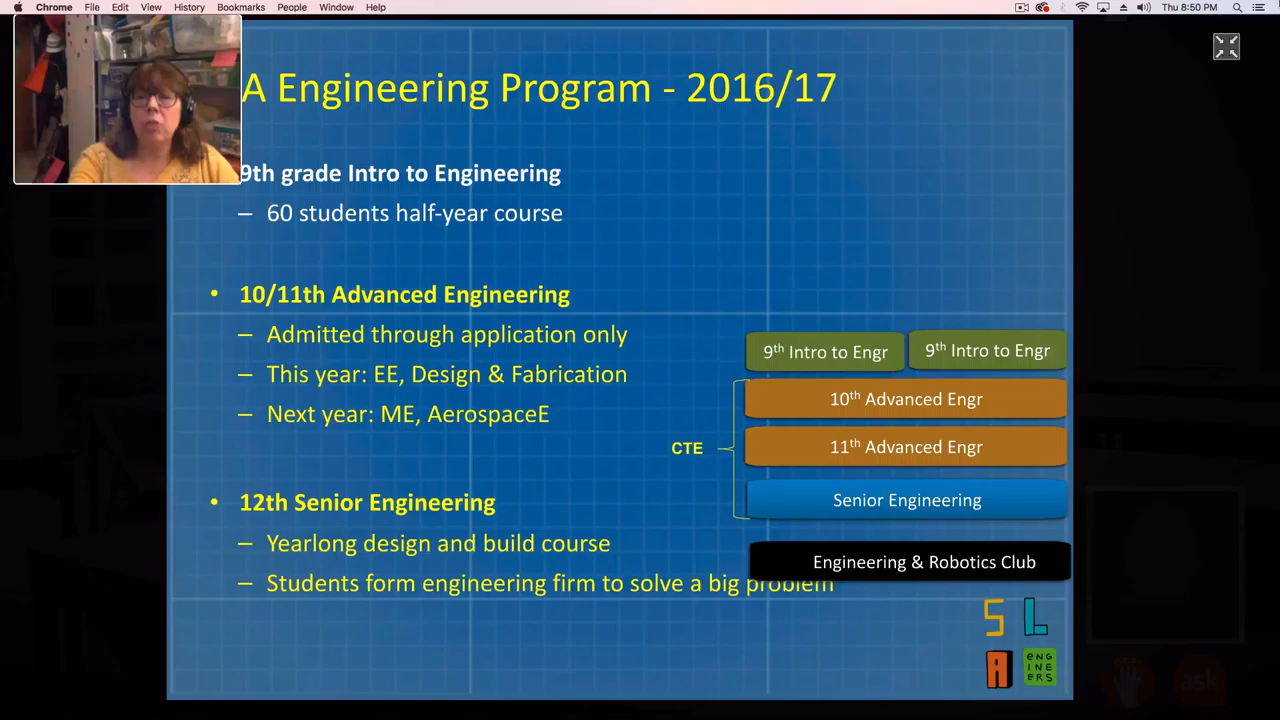 Chrome File Edit View History Bookmarks People Window Help
Thu 8:50 PM
A Engineering Program - 2016/17
9th grade Intro to Engineering
– 60 students half-year course
• 10/11th Advanced Engineering
– Admitted through application only
– This year: EE, Design & Fabrication
– Next year: ME, AerospaceE
• 12th Senior Engineering
– Yearlong design and build course
– Students form engineering firm to solve a big problem
9th Intro to Engr
9th Intro to Engr
10th Advanced Engr
CTE
11th Advanced Engr
Senior Engineering
Engineering & Robotics Club
S L
A ENG
INE
ERS
ask